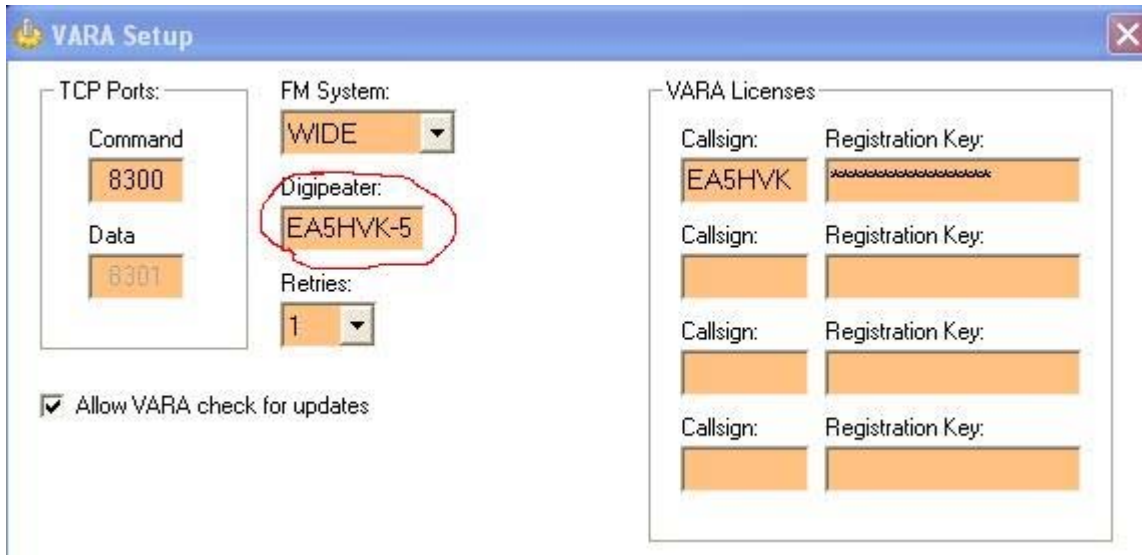 VARA Setup
TCP Ports:
Command
8300
Data
8301
FM System:
WIDE
Digipeater:
EA5HVK-5
Retries:
1
Allow VARA check for updates
VARA Licenses
Callsign: Registration Key:
EA5HVK ******************
Callsign: Registration Key:
Callsign: Registration Key:
Callsign: Registration Key: